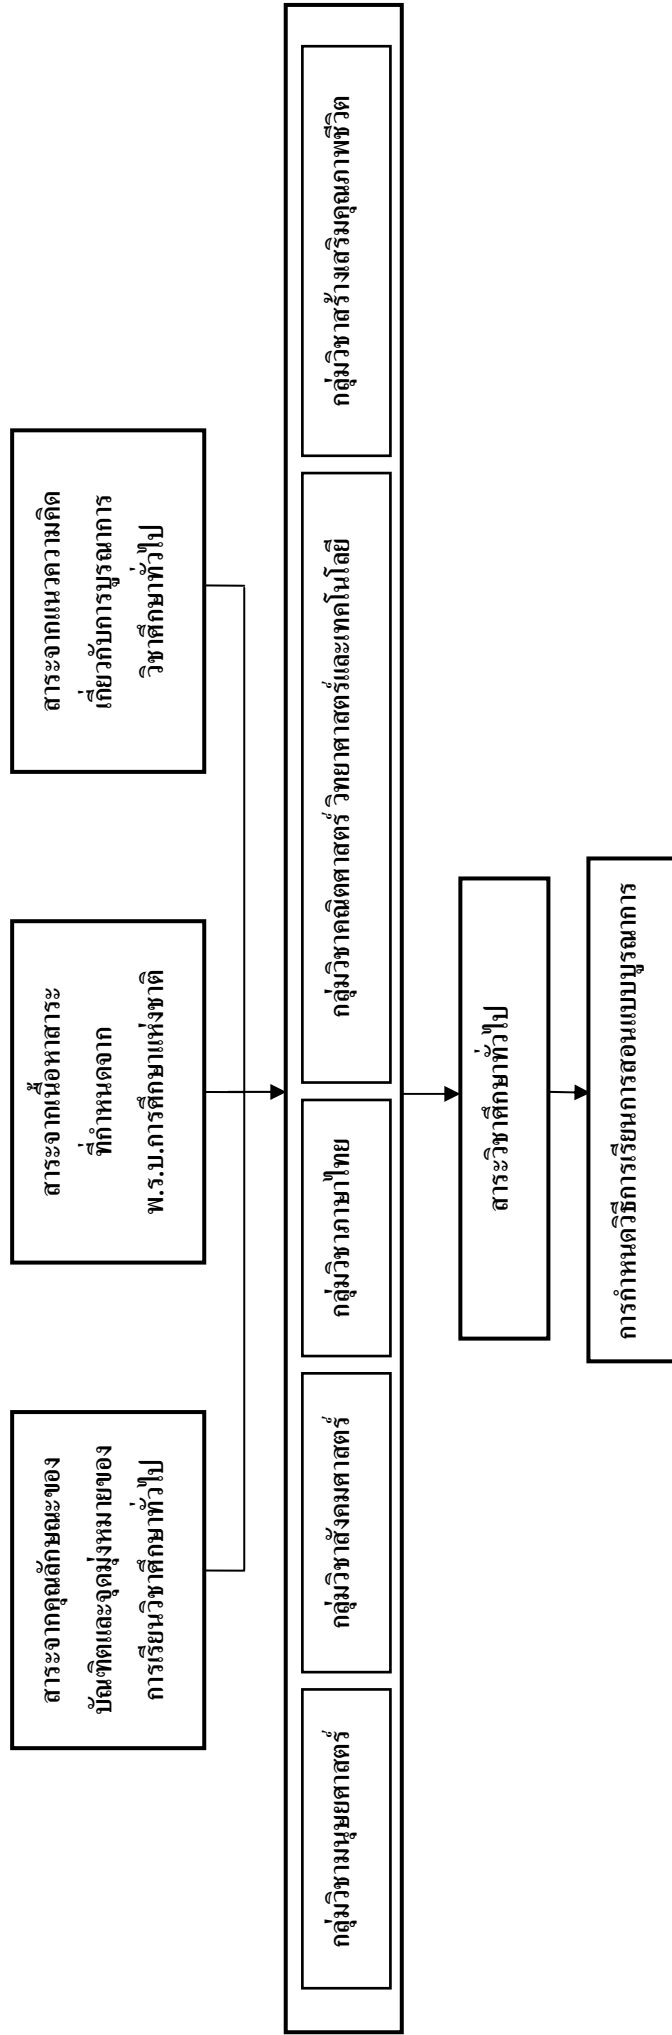 สาระจากคุณลักษณะของ
บัณฑิตและจุดมุ่งหมายของ
การเรียนวิชาศึกษาทั่วไป
สาระจากเนื้อหาสาระ
ที่กำหนดจาก
พ.ร.บ.การศึกษาแห่งชาติ
สาระจากแนวความคิด
เกี่ยวกับการบูรณาการ
วิชาศึกษาทั่วไป
กลุ่มวิชามนุษยศาสตร์
กลุ่มวิชาสังคมศาสตร์
กลุ่มวิชาภาษาไทย
กลุ่มวิชาคณิตศาสตร์ วิทยาศาสตร์และเทคโนโลยี
กลุ่มวิชาสร้างเสริมคุณภาพชีวิต
สาระวิชาศึกษาทั่วไป
การกำหนดวิธีการเรียนการสอนแบบบูรณาการ